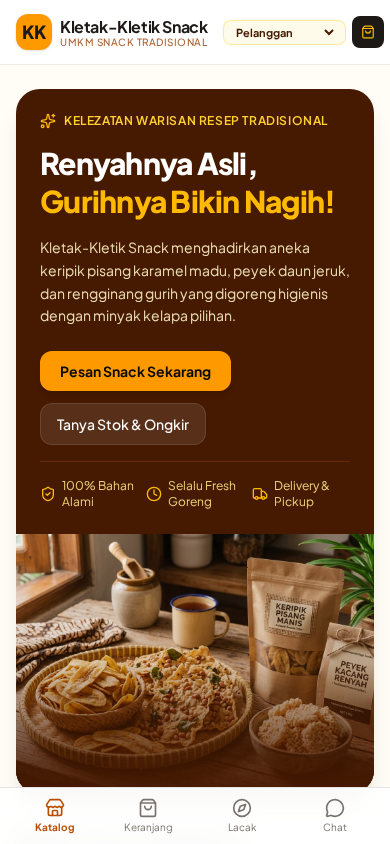 KK
Kletak-Kletik Snack
UMKM SNACK TRADISIONAL
Pelanggan
KELEZATAN WARISAN RESEP TRADISIONAL
Renyahnya Asli,
Gurihnya Bikin Nagih!
Kletak-Kletik Snack menghadirkan aneka
keripik pisang karamel madu, peyek daun jeruk,
dan rengginang gurih yang digoreng higienis
dengan minyak kelapa pilihan.
Pesan Snack Sekarang
Tanya Stok & Ongkir
100% Bahan
Alami
Selalu Fresh
Goreng
Delivery &
Pickup
KERIPIK
PISANG
MANIS
PEYEK
KACANG
RENYAH
Katalog
Keranjang
Lacak
Chat